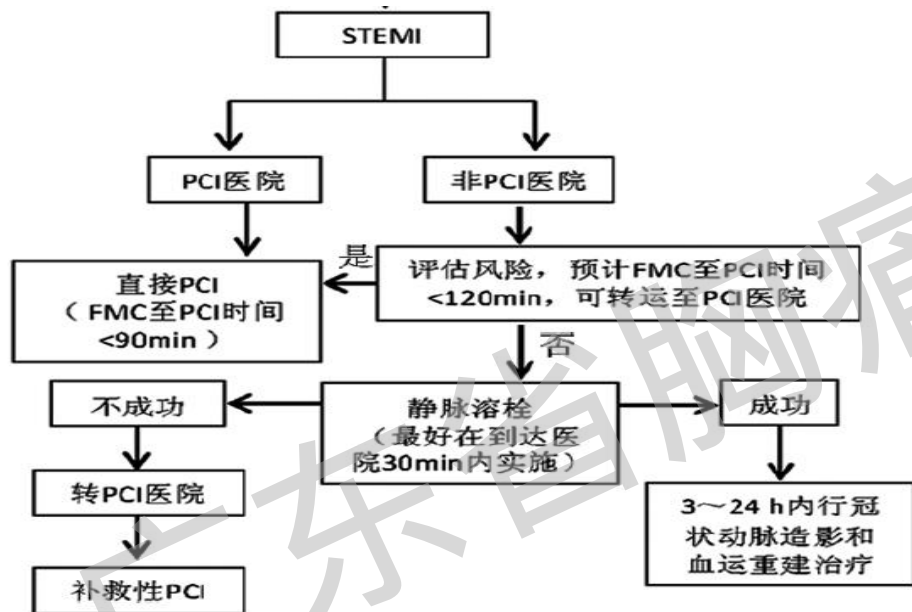 STEMI
PCI医院
非PCI医院
是
直接PCI
（ FMC至PCI时间
<90min ）
评估风险，预计FMC至PCI时间
<120min，可转运至PCI医院
否
不成功
静脉溶栓
（最好在到达医
院30min内实施）
成功
转PCI医院
3～24 h内行冠
状动脉造影和
血运重建治疗
补救性PCI
广东省胸痛